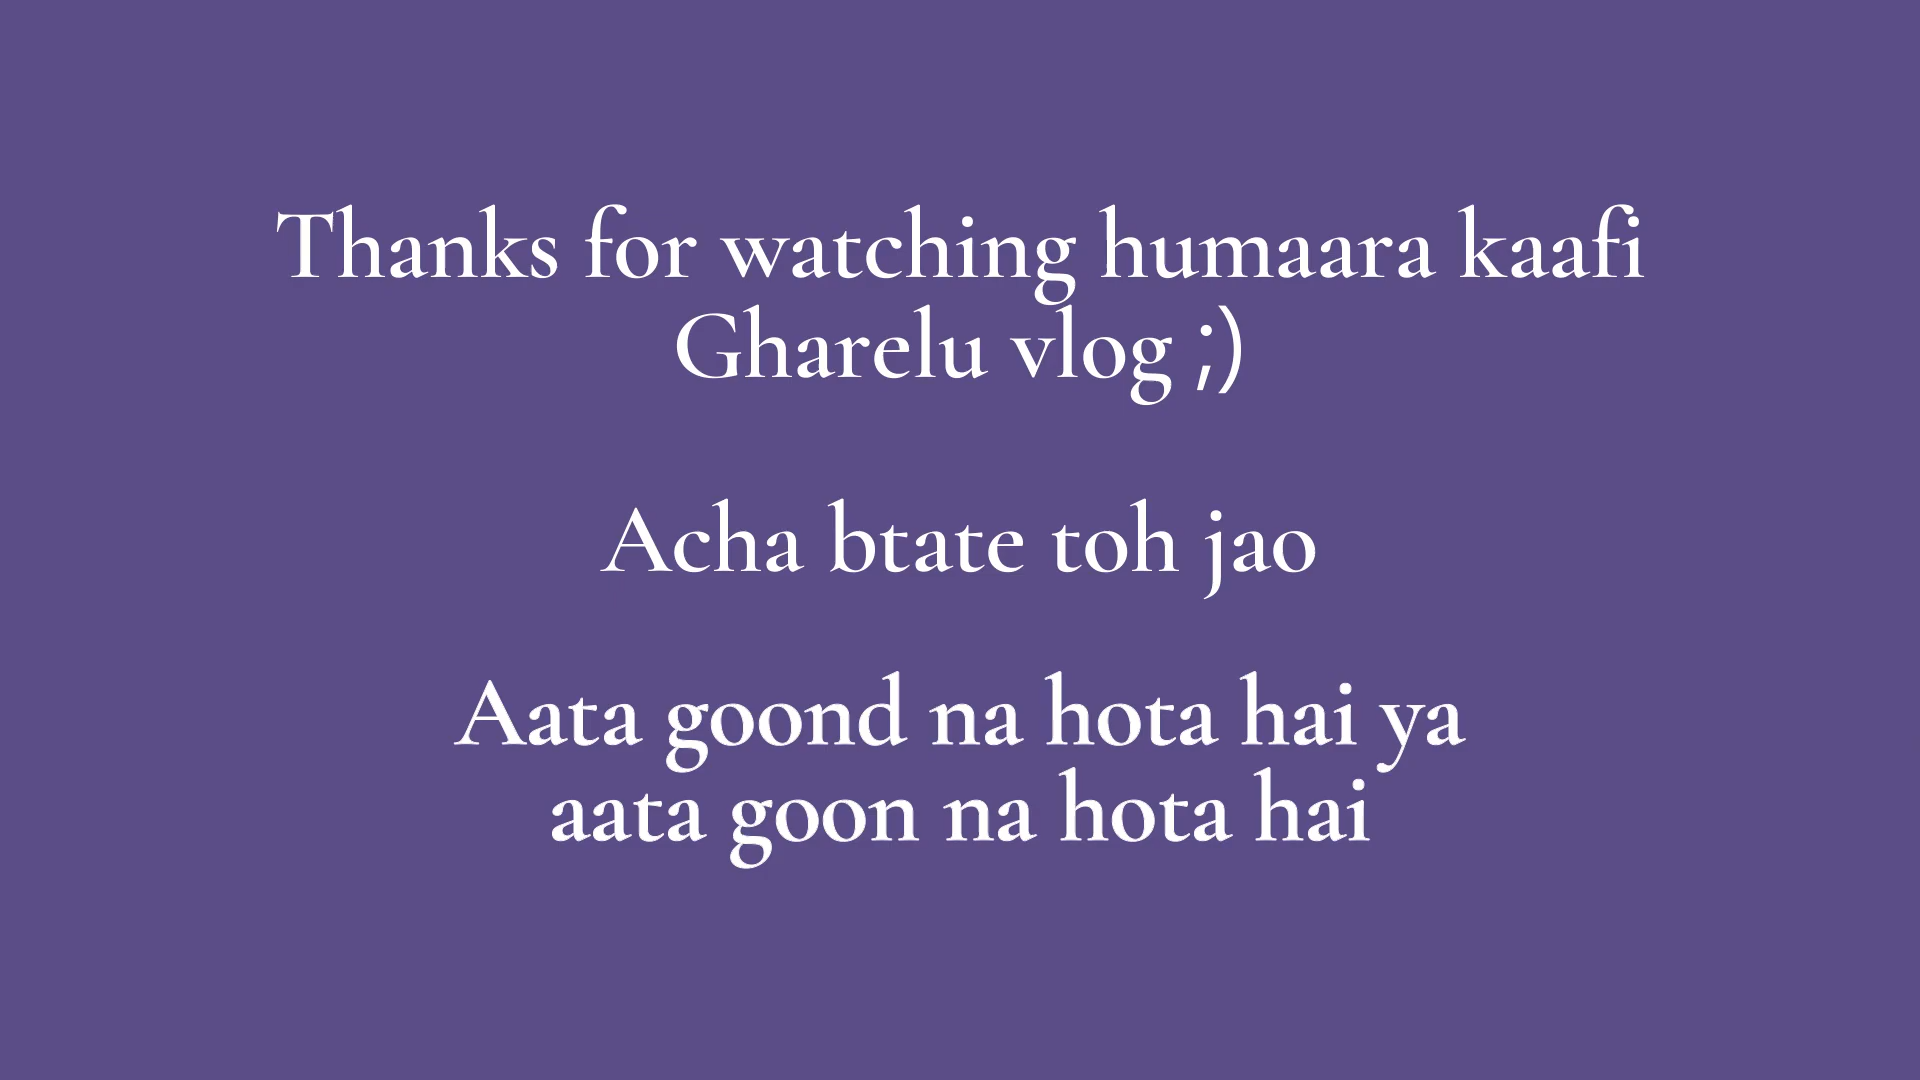 Thanks for watching humaara kaafi
Gharelu vlog ;)
Acha btate toh jao
Aata goond na hota hai ya
aata goon na hota hai